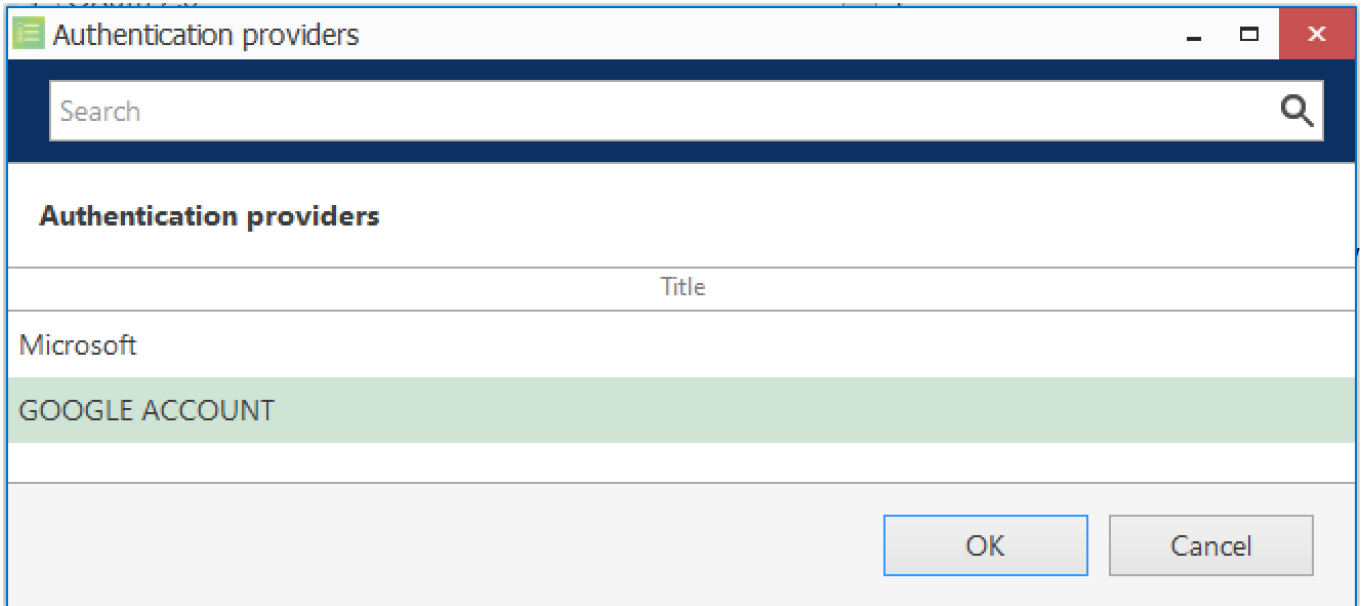 Authentication providers
Search
Authentication providers
Title
Microsoft
GOOGLE ACCOUNT
OK
Cancel